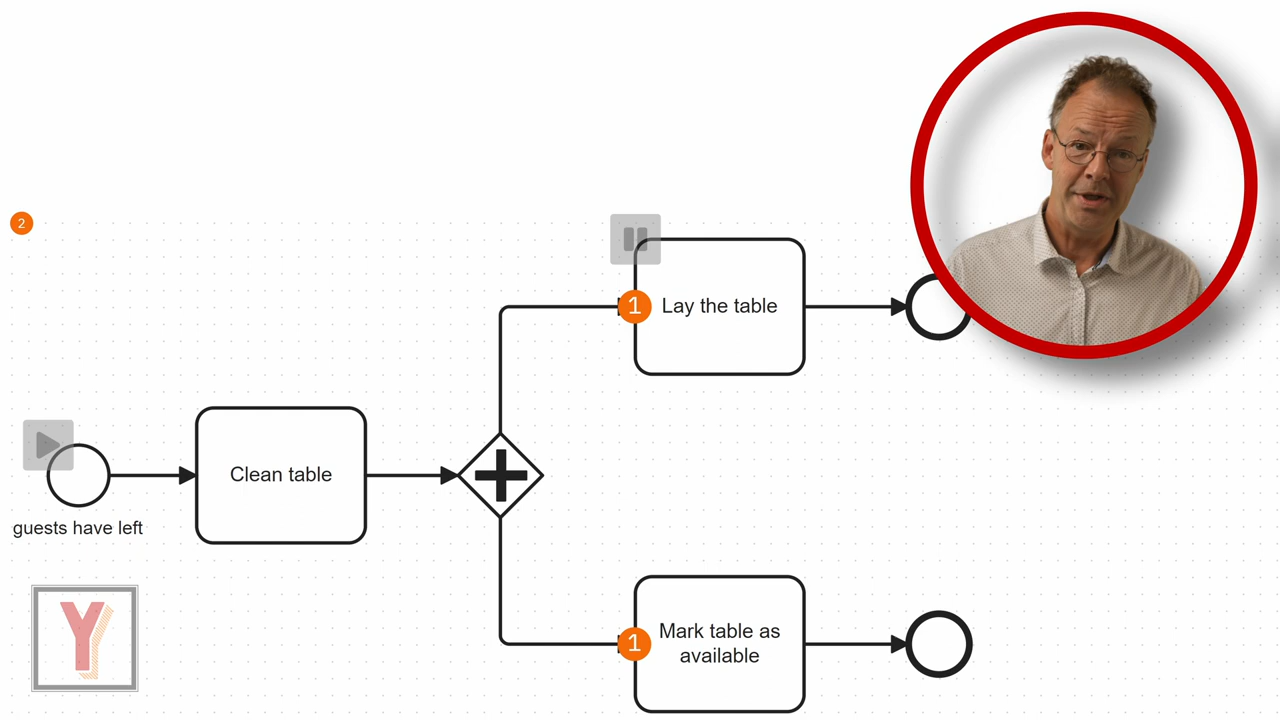 2
1
Lay the table
Clean table
guests have left
1
Mark table as
available
Y